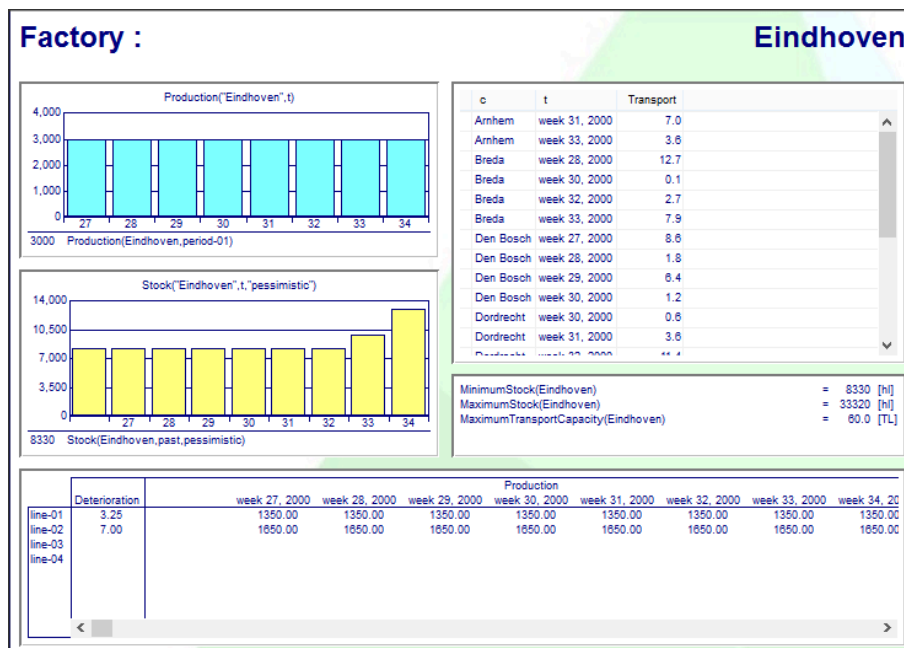 Factory : Eindhoven
Production("Eindhoven",t)
4,000
3,000
2,000
1,000
0
27 28 29 30 31 32 33 34
3000 Production(Eindhoven,period-01)
Stock("Eindhoven",t,"pessimistic")
14,000
10,500
7,000
3,500
0
27 28 29 30 31 32 33 34
8330 Stock(Eindhoven,past,pessimistic)
c t Transport
Arnhem week 31, 2000 7.0
Arnhem week 33, 2000 3.6
Breda week 28, 2000 12.7
Breda week 30, 2000 0.1
Breda week 32, 2000 2.7
Breda week 33, 2000 7.9
Den Bosch week 27, 2000 8.6
Den Bosch week 28, 2000 1.8
Den Bosch week 29, 2000 6.4
Den Bosch week 30, 2000 1.2
Dordrecht week 30, 2000 0.6
Dordrecht week 31, 2000 3.6
MinimumStock(Eindhoven) = 8330 [hl]
MaximumStock(Eindhoven) = 33320 [hl]
MaximumTransportCapacity(Eindhoven) = 60.0 [TL]
Production
Deterioration week 27, 2000 week 28, 2000 week 29, 2000 week 30, 2000 week 31, 2000 week 32, 2000 week 33, 2000 week 34, 20
line-01 3.25 1350.00 1350.00 1350.00 1350.00 1350.00 1350.00 1350.00 1350.00
line-02 7.00 1650.00 1650.00 1650.00 1650.00 1650.00 1650.00 1650.00 1650.00
line-03
line-04